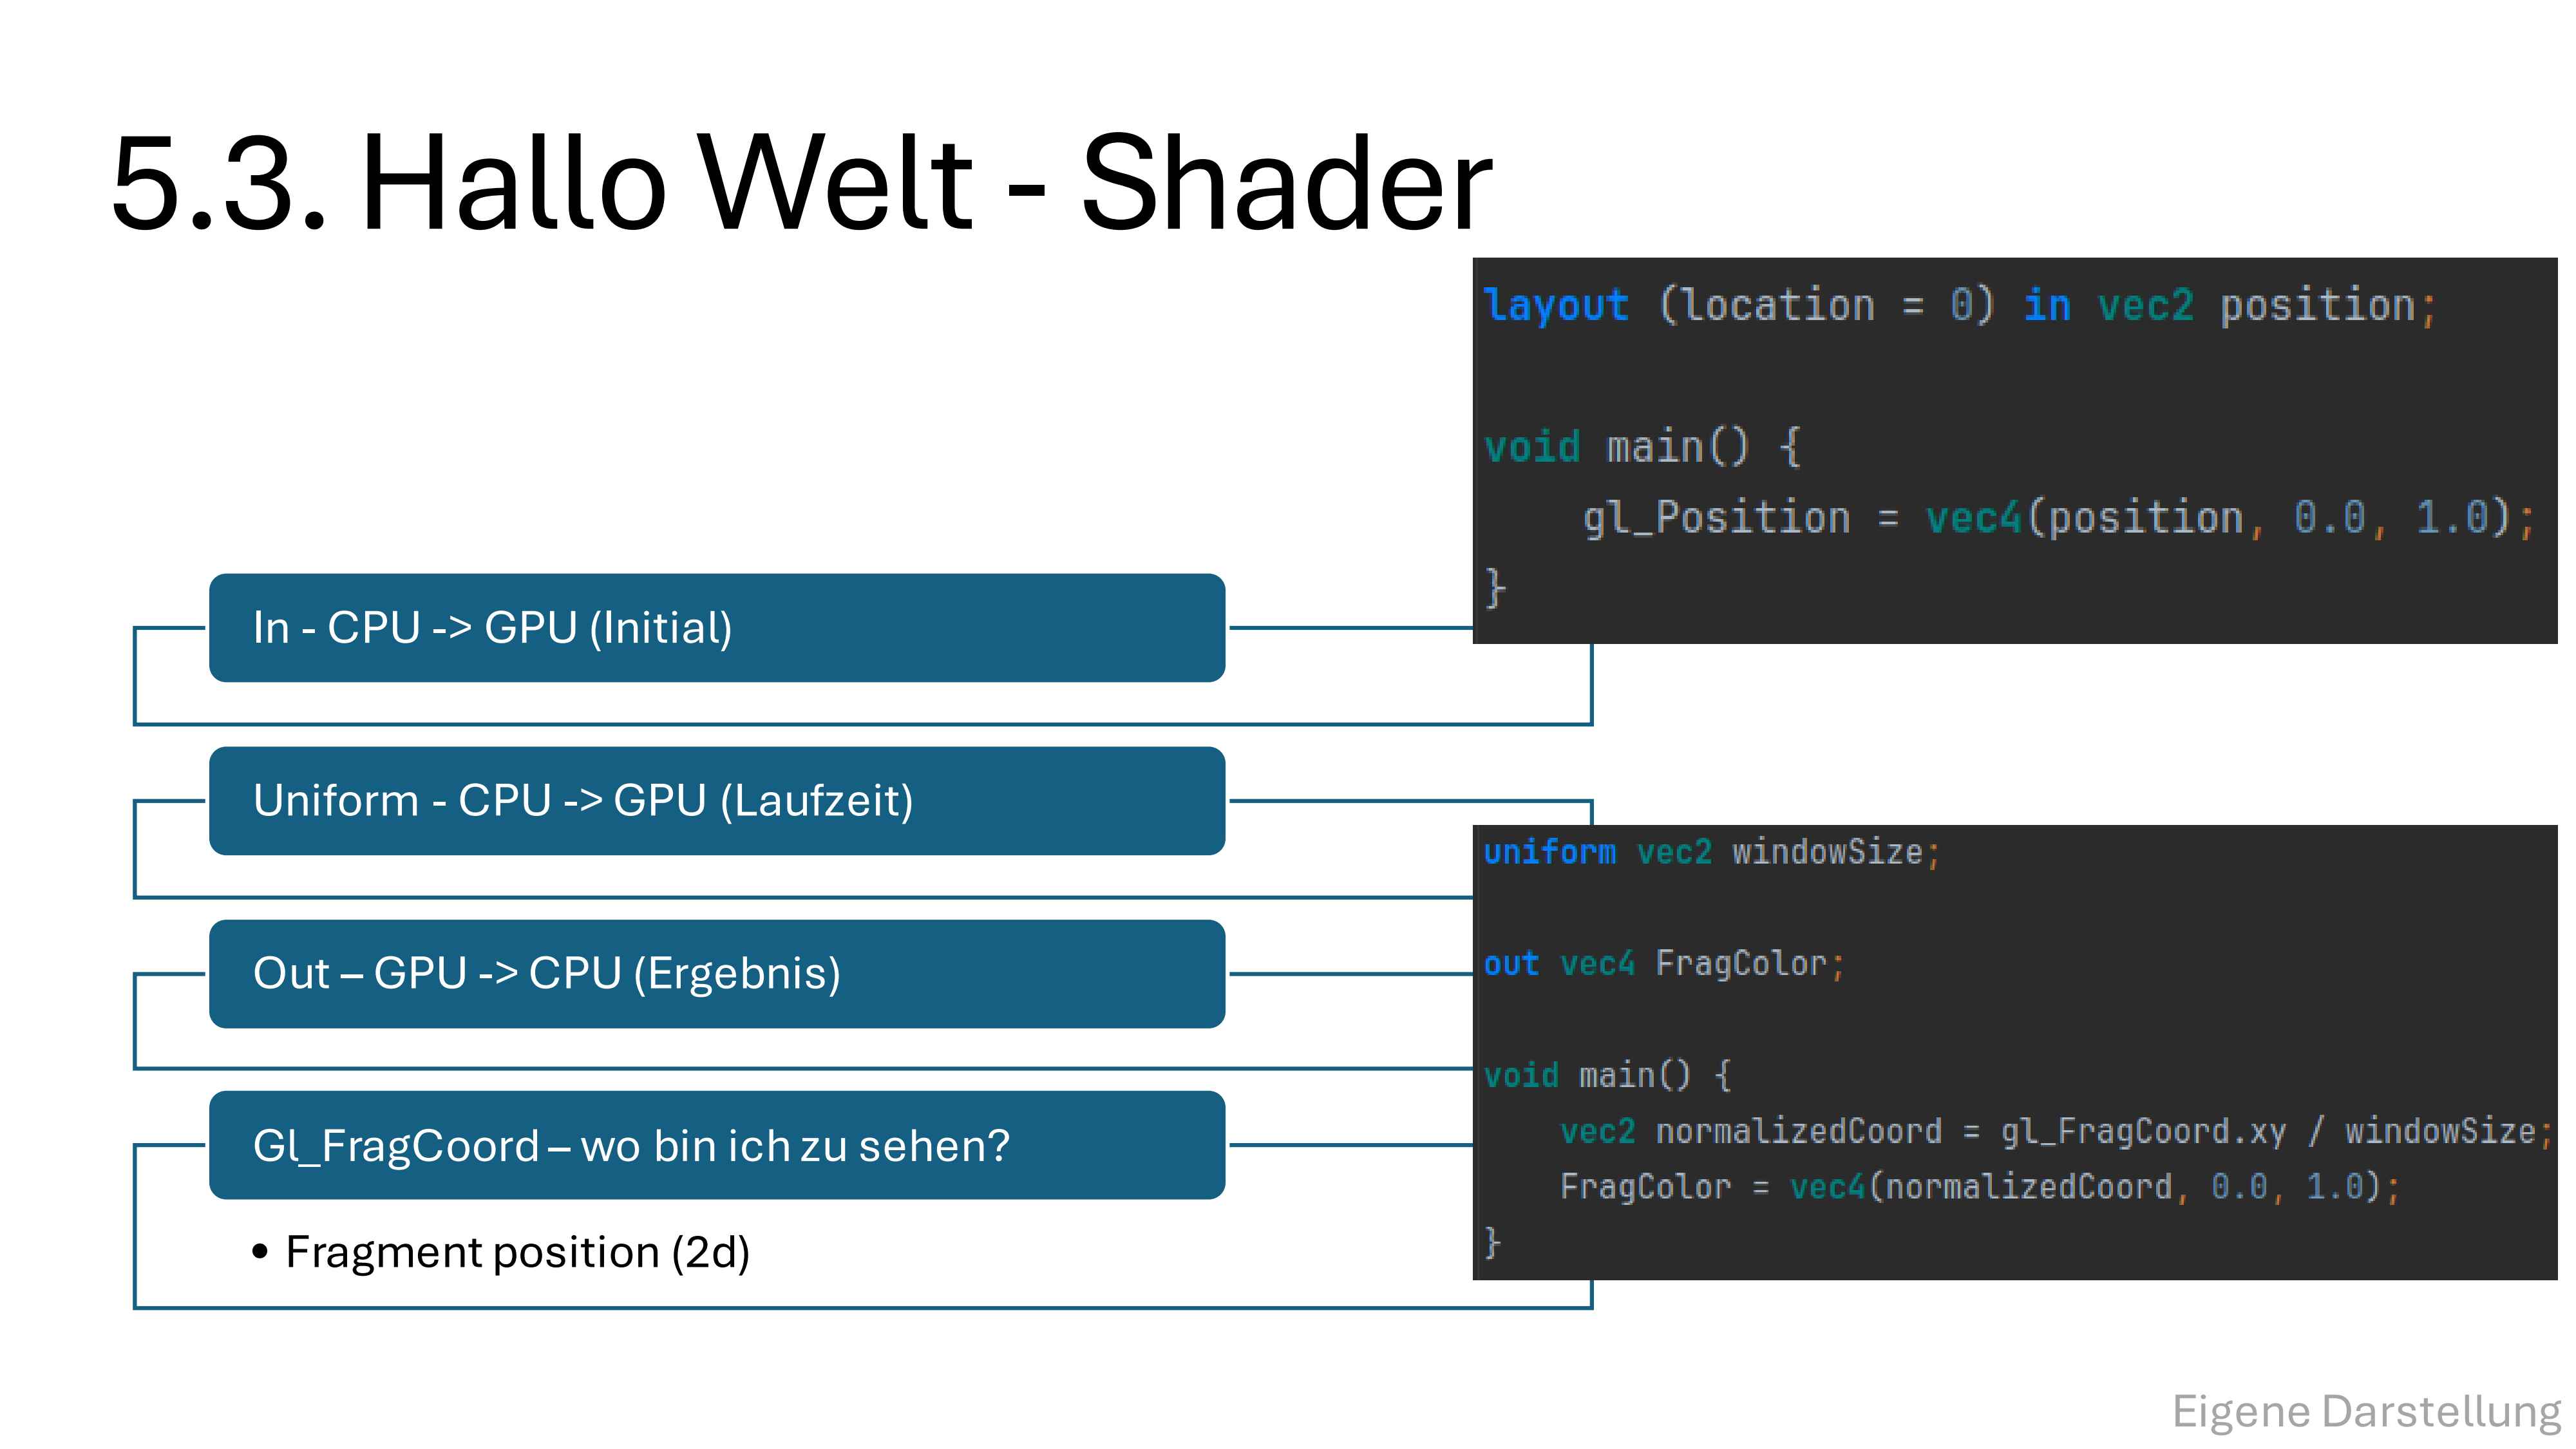 5.3. Hallo Welt - Shader
layout (location = 0) in vec2 position;
void main() {
    gl_Position = vec4(position, 0.0, 1.0);
}
In - CPU -> GPU (Initial)
Uniform - CPU -> GPU (Laufzeit)
Out – GPU -> CPU (Ergebnis)
Gl_FragCoord – wo bin ich zu sehen?
• Fragment position (2d)
uniform vec2 windowSize;
out vec4 FragColor;
void main() {
    vec2 normalizedCoord = gl_FragCoord.xy / windowSize;
    FragColor = vec4(normalizedCoord, 0.0, 1.0);
}
Eigene Darstellung